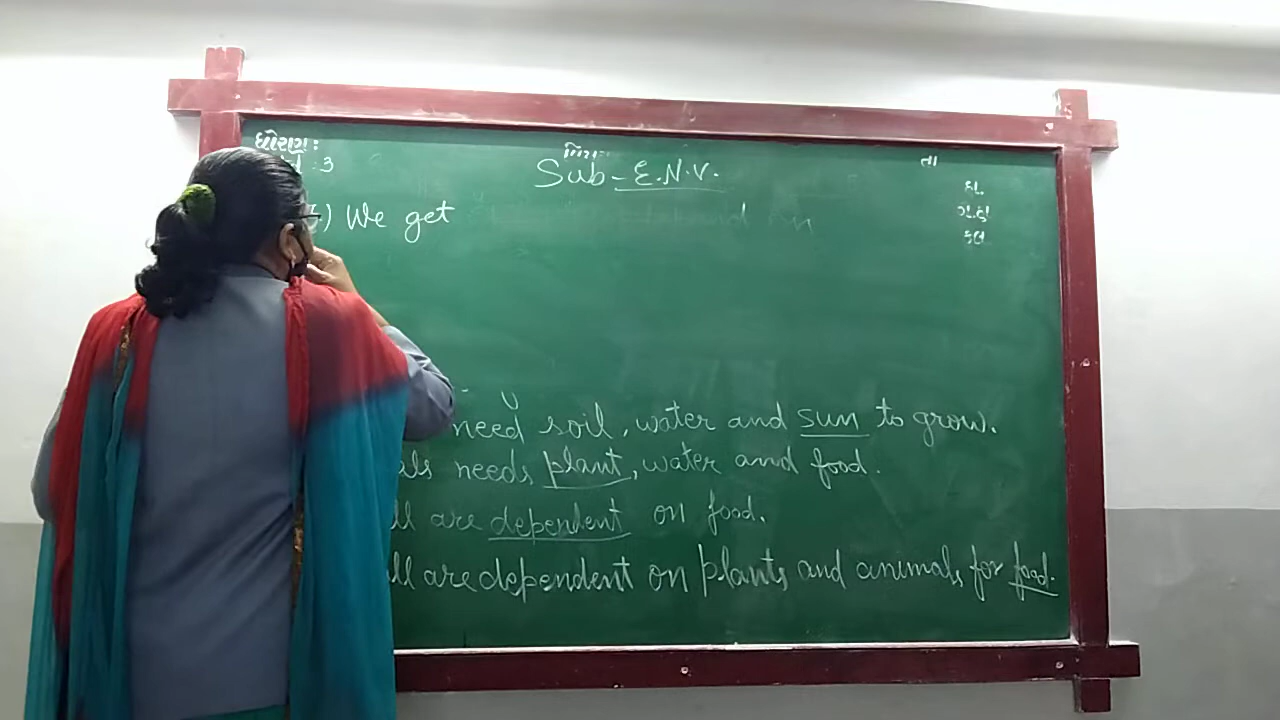 ધોરણ:
:3
વિષય
Sub - E.N.V.
તા
) We get
need soil, water and sun to grow.
als needs plant, water and food.
ll are dependent on food.
ll are dependent on plants and animals for food.